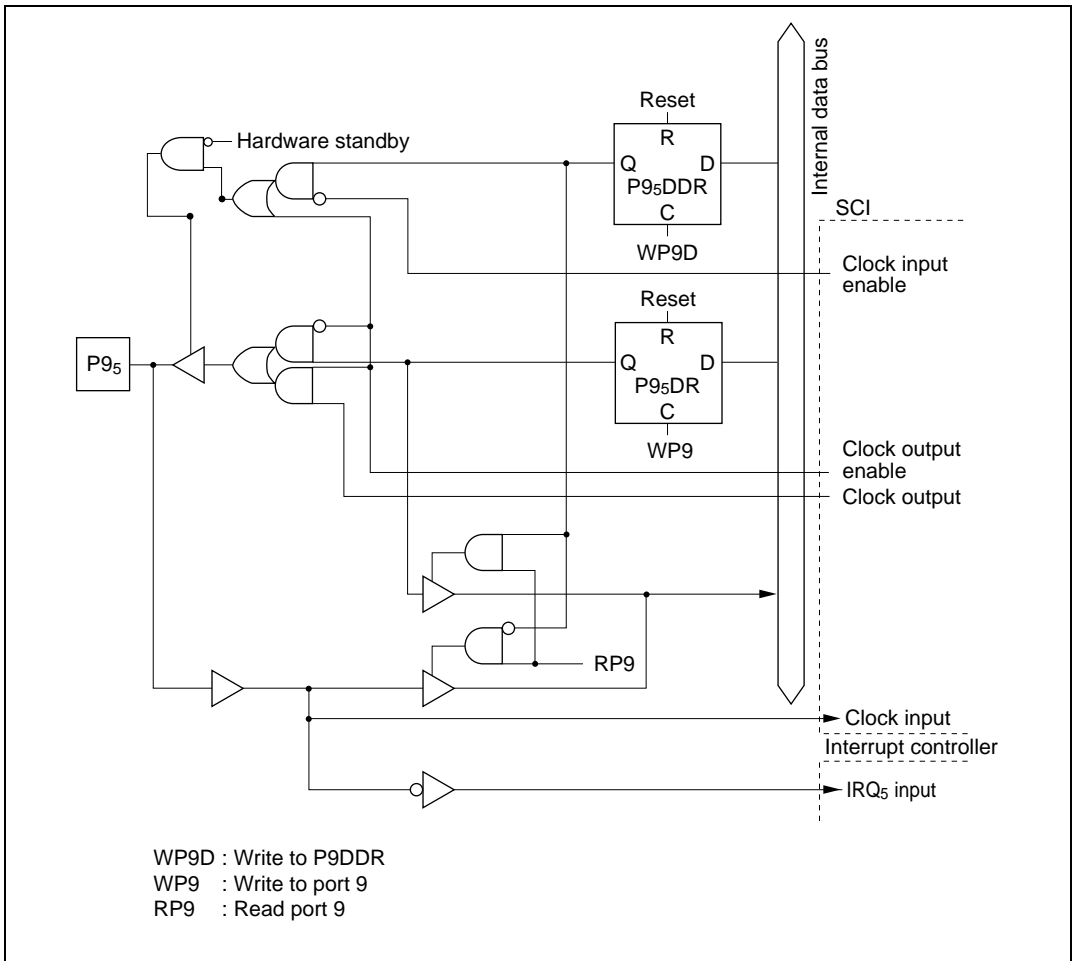 Internal data bus
Reset
R
Hardware standby
Q D
P9₅DDR
C
SCI
WP9D
Clock input
enable
Reset
R
P9₅
Q D
P9₅DR
C
WP9
Clock output
enable
Clock output
RP9
Clock input
Interrupt controller
IRQ₅ input
WP9D : Write to P9DDR
WP9 : Write to port 9
RP9 : Read port 9